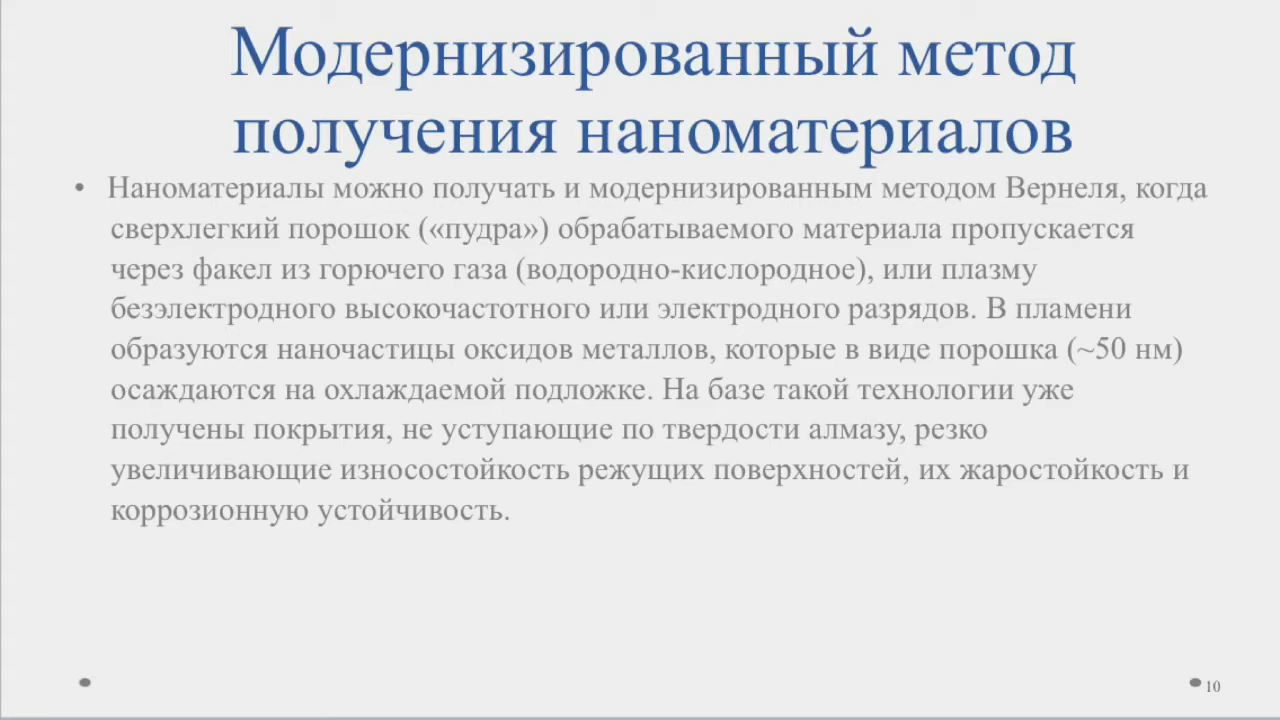 Модернизированный метод
получения наноматериалов
• Наноматериалы можно получать и модернизированным методом Вернеля, когда
сверхлегкий порошок («пудра») обрабатываемого материала пропускается
через факел из горючего газа (водородно-кислородное), или плазму
безэлектродного высокочастотного или электродного разрядов. В пламени
образуются наночастицы оксидов металлов, которые в виде порошка (~50 нм)
осаждаются на охлаждаемой подложке. На базе такой технологии уже
получены покрытия, не уступающие по твердости алмазу, резко
увеличивающие износостойкость режущих поверхностей, их жаростойкость и
коррозионную устойчивость.
10